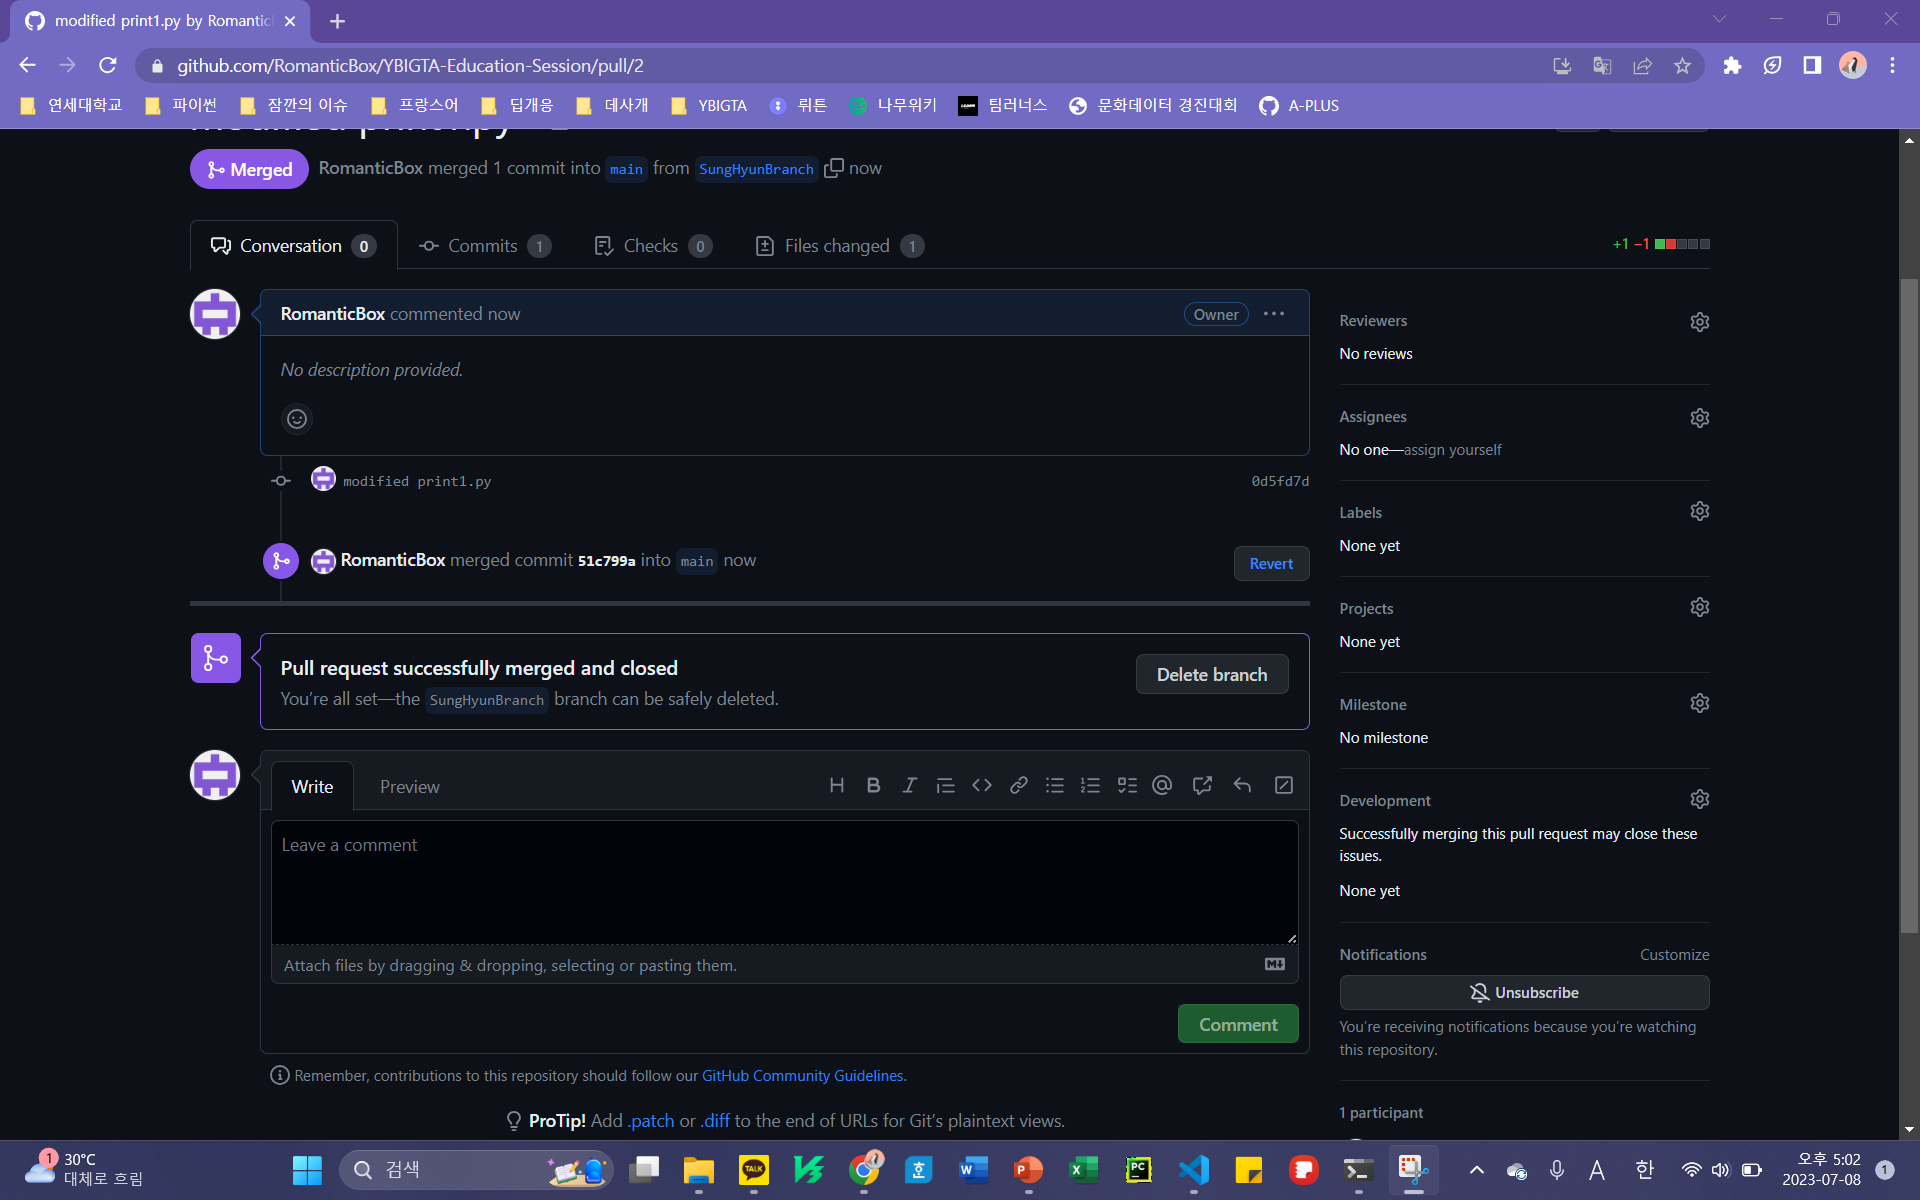 modified print1.py by Romantic
github.com/RomanticBox/YBIGTA-Education-Session/pull/2
연세대학교 파이썬 잠깐의 이슈 프랑스어 딥개응 데사개 YBIGTA 뤼튼 나무위키 LEANUS 팀러너스 문화데이터 경진대회 A-PLUS
Merged RomanticBox merged 1 commit into main from SungHyunBranch now
Conversation 0 Commits 1 Checks 0 Files changed 1 +1 −1
RomanticBox commented now Owner
No description provided.
modified print1.py 0d5fd7d
RomanticBox merged commit 51c799a into main now Revert
Pull request successfully merged and closed
You’re all set—the SungHyunBranch branch can be safely deleted.
Delete branch
Write Preview
Leave a comment
Attach files by dragging & dropping, selecting or pasting them.
Comment
Remember, contributions to this repository should follow our GitHub Community Guidelines.
ProTip! Add .patch or .diff to the end of URLs for Git’s plaintext views.
Reviewers
No reviews
Assignees
No one—assign yourself
Labels
None yet
Projects
None yet
Milestone
No milestone
Development
Successfully merging this pull request may close these
issues.
None yet
Notifications Customize
Unsubscribe
You’re receiving notifications because you’re watching
this repository.
1 participant
1 30°C
대체로 흐림
검색
TALK
PC
A 한
오후 5:02
2023-07-08
1